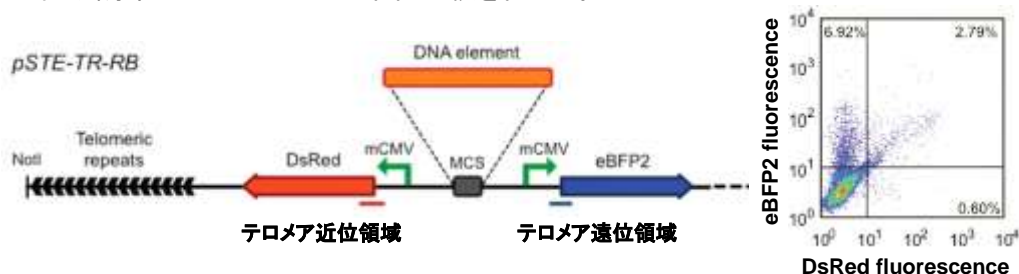 pSTE-TR-RB
DNA element
NotI
Telomeric
repeats
DsRed
mCMV
MCS
mCMV
eBFP2
テロメア近位領域
テロメア遠位領域
eBFP2 fluorescence
10⁴
10³
10²
10¹
10⁰
6.92%
2.79%
0.60%
10⁰ 10¹ 10² 10³ 10⁴
DsRed fluorescence